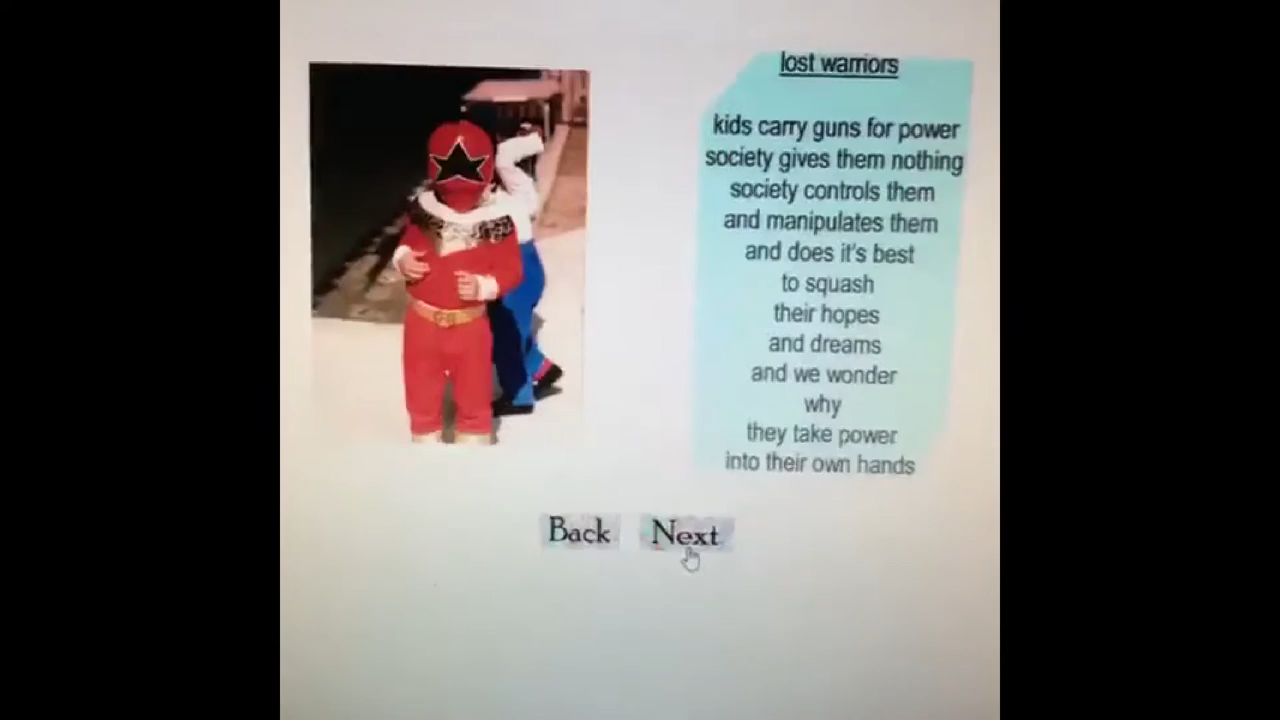 lost warriors
kids carry guns for power
society gives them nothing
society controls them
and manipulates them
and does it's best
to squash
their hopes
and dreams
and we wonder
why
they take power
into their own hands
Back Next